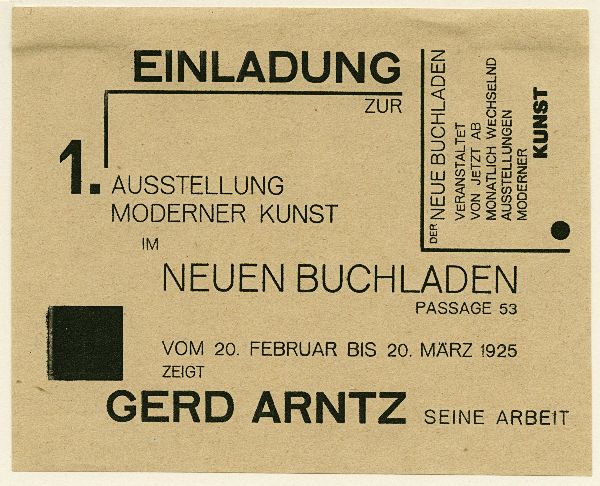 EINLADUNG
ZUR
1. AUSSTELLUNG
MODERNER KUNST
IM
NEUEN BUCHLADEN
PASSAGE 53
VOM 20. FEBRUAR BIS 20. MÄRZ 1925
ZEIGT
GERD ARNTZ SEINE ARBEIT
DER NEUE BUCHLADEN
VERANSTALTET
VON JETZT AB
MONATLICH WECHSELND
AUSSTELLUNGEN
MODERNER
KUNST